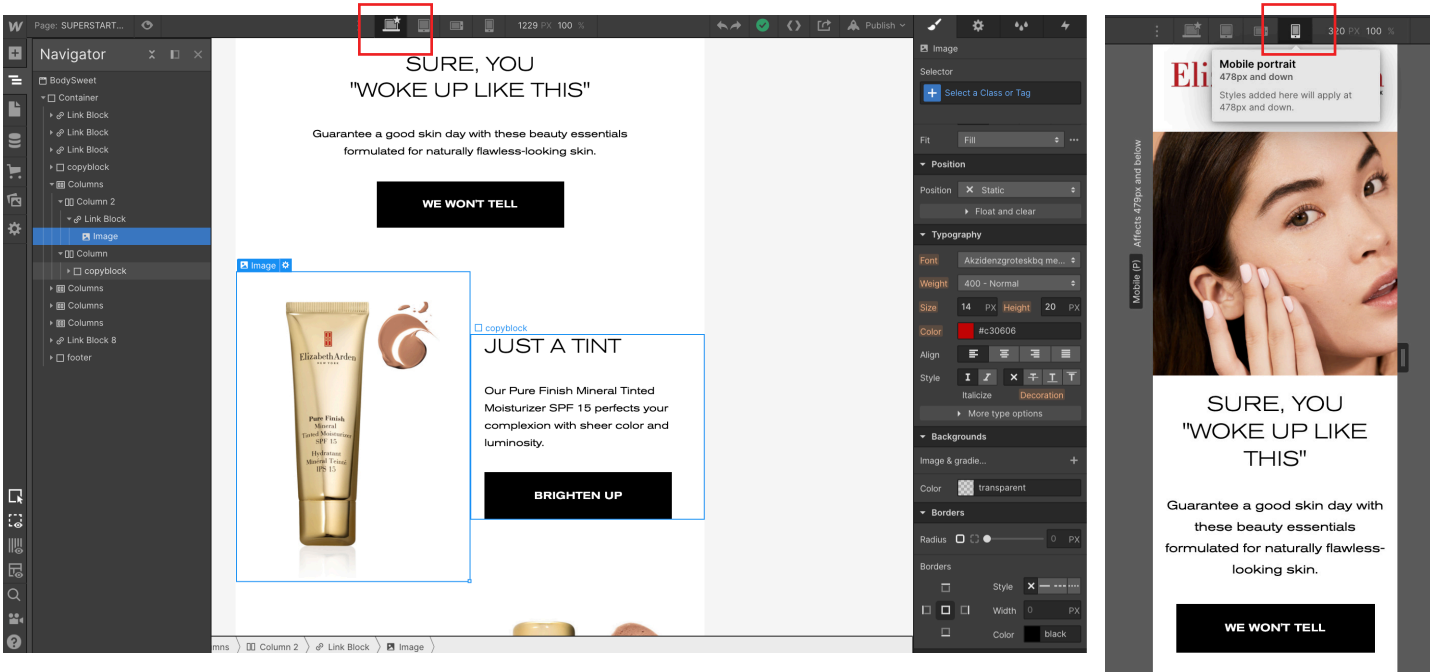 Page: SUPERSTART...
1229 PX 100 %
Publish
Navigator
BodySweet
Container
Link Block
Link Block
Link Block
copyblock
Columns
Column 2
Link Block
Image
Column
copyblock
Columns
Columns
Columns
Link Block 8
footer
SURE, YOU
"WOKE UP LIKE THIS"
Guarantee a good skin day with these beauty essentials
formulated for naturally flawless-looking skin.
WE WON'T TELL
Image
ElizabethArden
NEW YORK
Pure Finish
Mineral
Tinted Moisturizer
SPF 15
Hydratant
Minéral Teinté
IPS 15
copyblock
JUST A TINT
Our Pure Finish Mineral Tinted
Moisturizer SPF 15 perfects your
complexion with sheer color and
luminosity.
BRIGHTEN UP
mns
Column 2
Link Block
Image
Image
Selector
Select a Class or Tag
Fit Fill
Position
Position Static
Float and clear
Typography
Font Akzidenzgroteskbq me...
Weight 400 - Normal
Size 14 PX Height 20 PX
Color #c30606
Align
Style
Italicize Decoration
More type options
Backgrounds
Image & gradie...
Color transparent
Borders
Radius 0 PX
Borders
Style
Width 0 PX
Color black
320 PX 100 %
Eli
Mobile portrait
478px and down
Styles added here will apply at
478px and down.
Affects 479px and below
Mobile (P)
SURE, YOU
"WOKE UP LIKE
THIS"
Guarantee a good skin day with
these beauty essentials
formulated for naturally flawless-
looking skin.
WE WON'T TELL